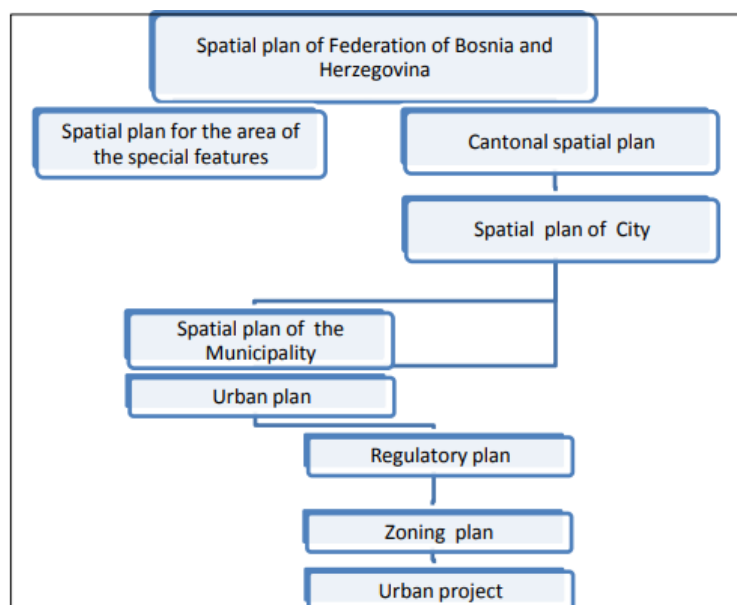 Spatial plan of Federation of Bosnia and
Herzegovina
Spatial plan for the area of
the special features
Cantonal spatial plan
Spatial plan of City
Spatial plan of the
Municipality
Urban plan
Regulatory plan
Zoning plan
Urban project